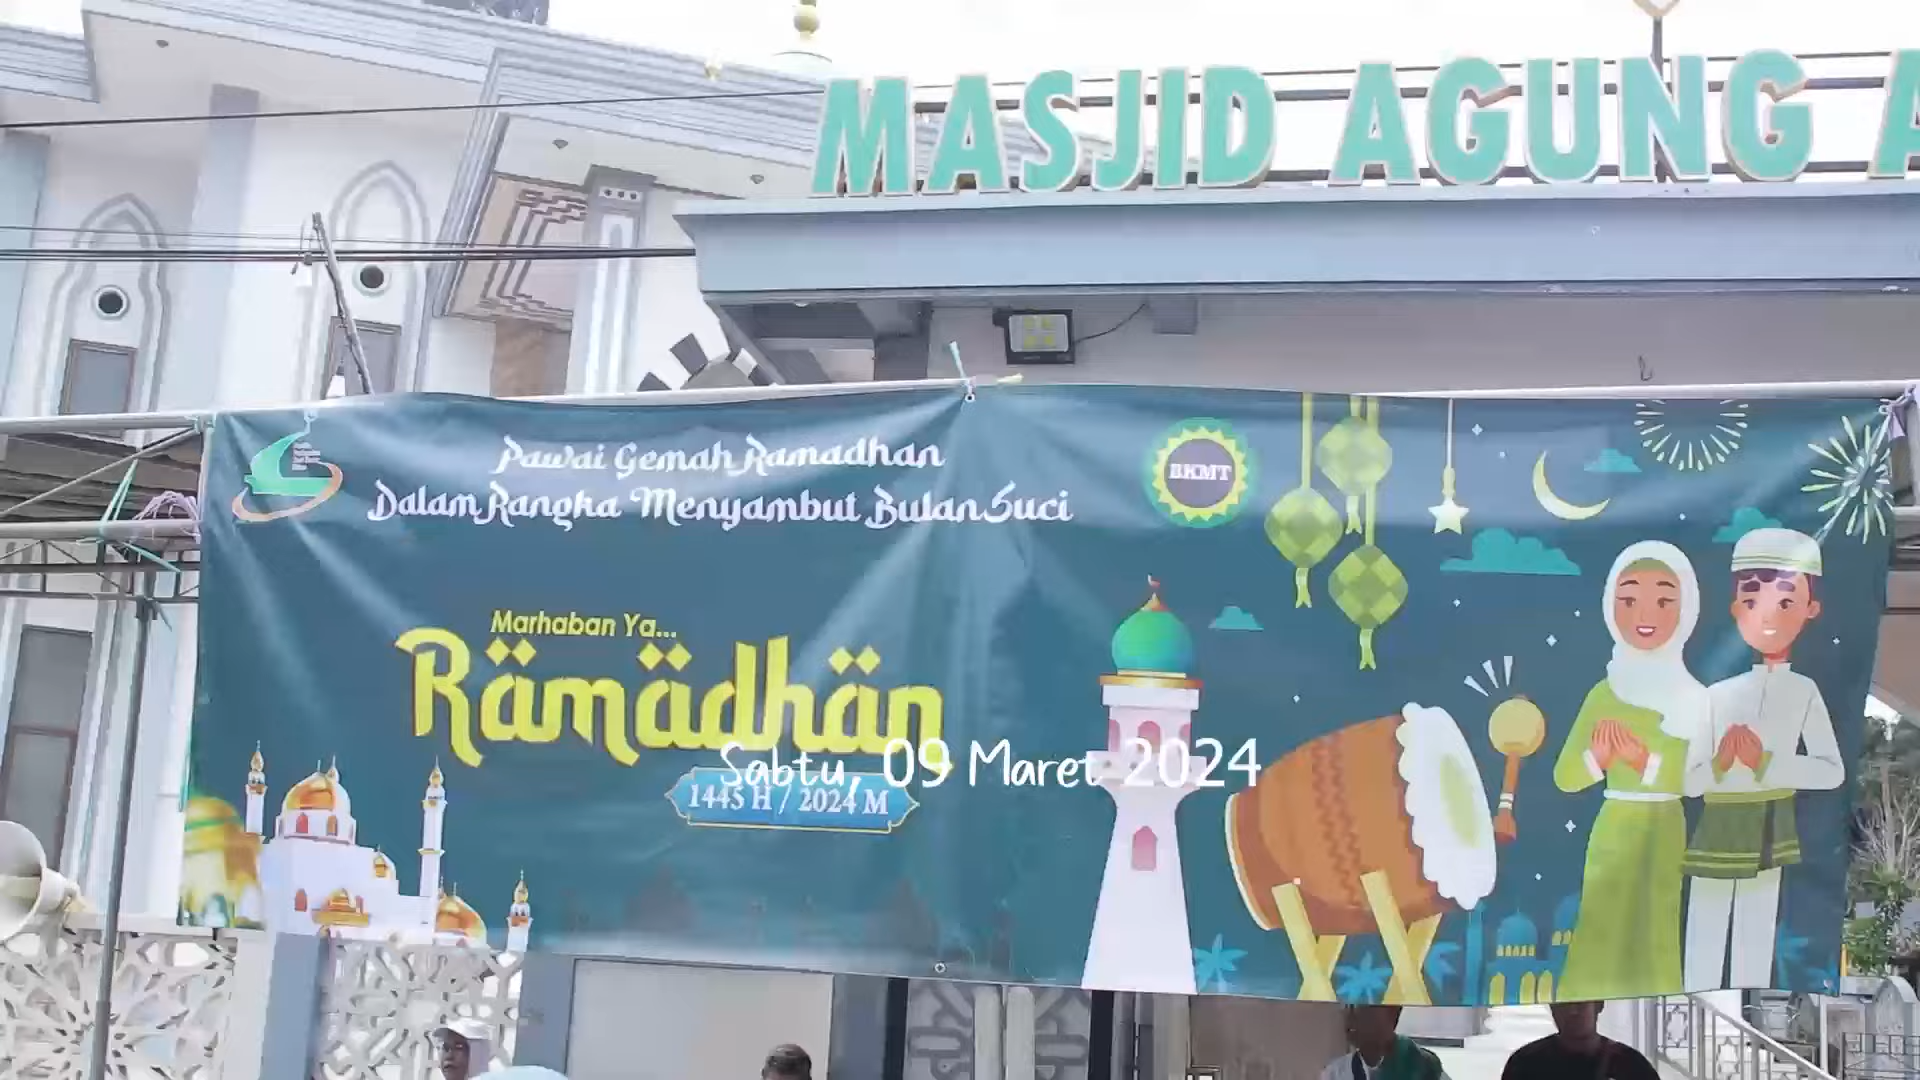 MASJID AGUNG A
Pawai Gemah Ramadhan
Dalam Rangka Menyambut Bulan Suci
BKMT
Marhaban Ya...
Ramadhan
Sabtu, 09 Maret 2024
1445 H / 2024 M